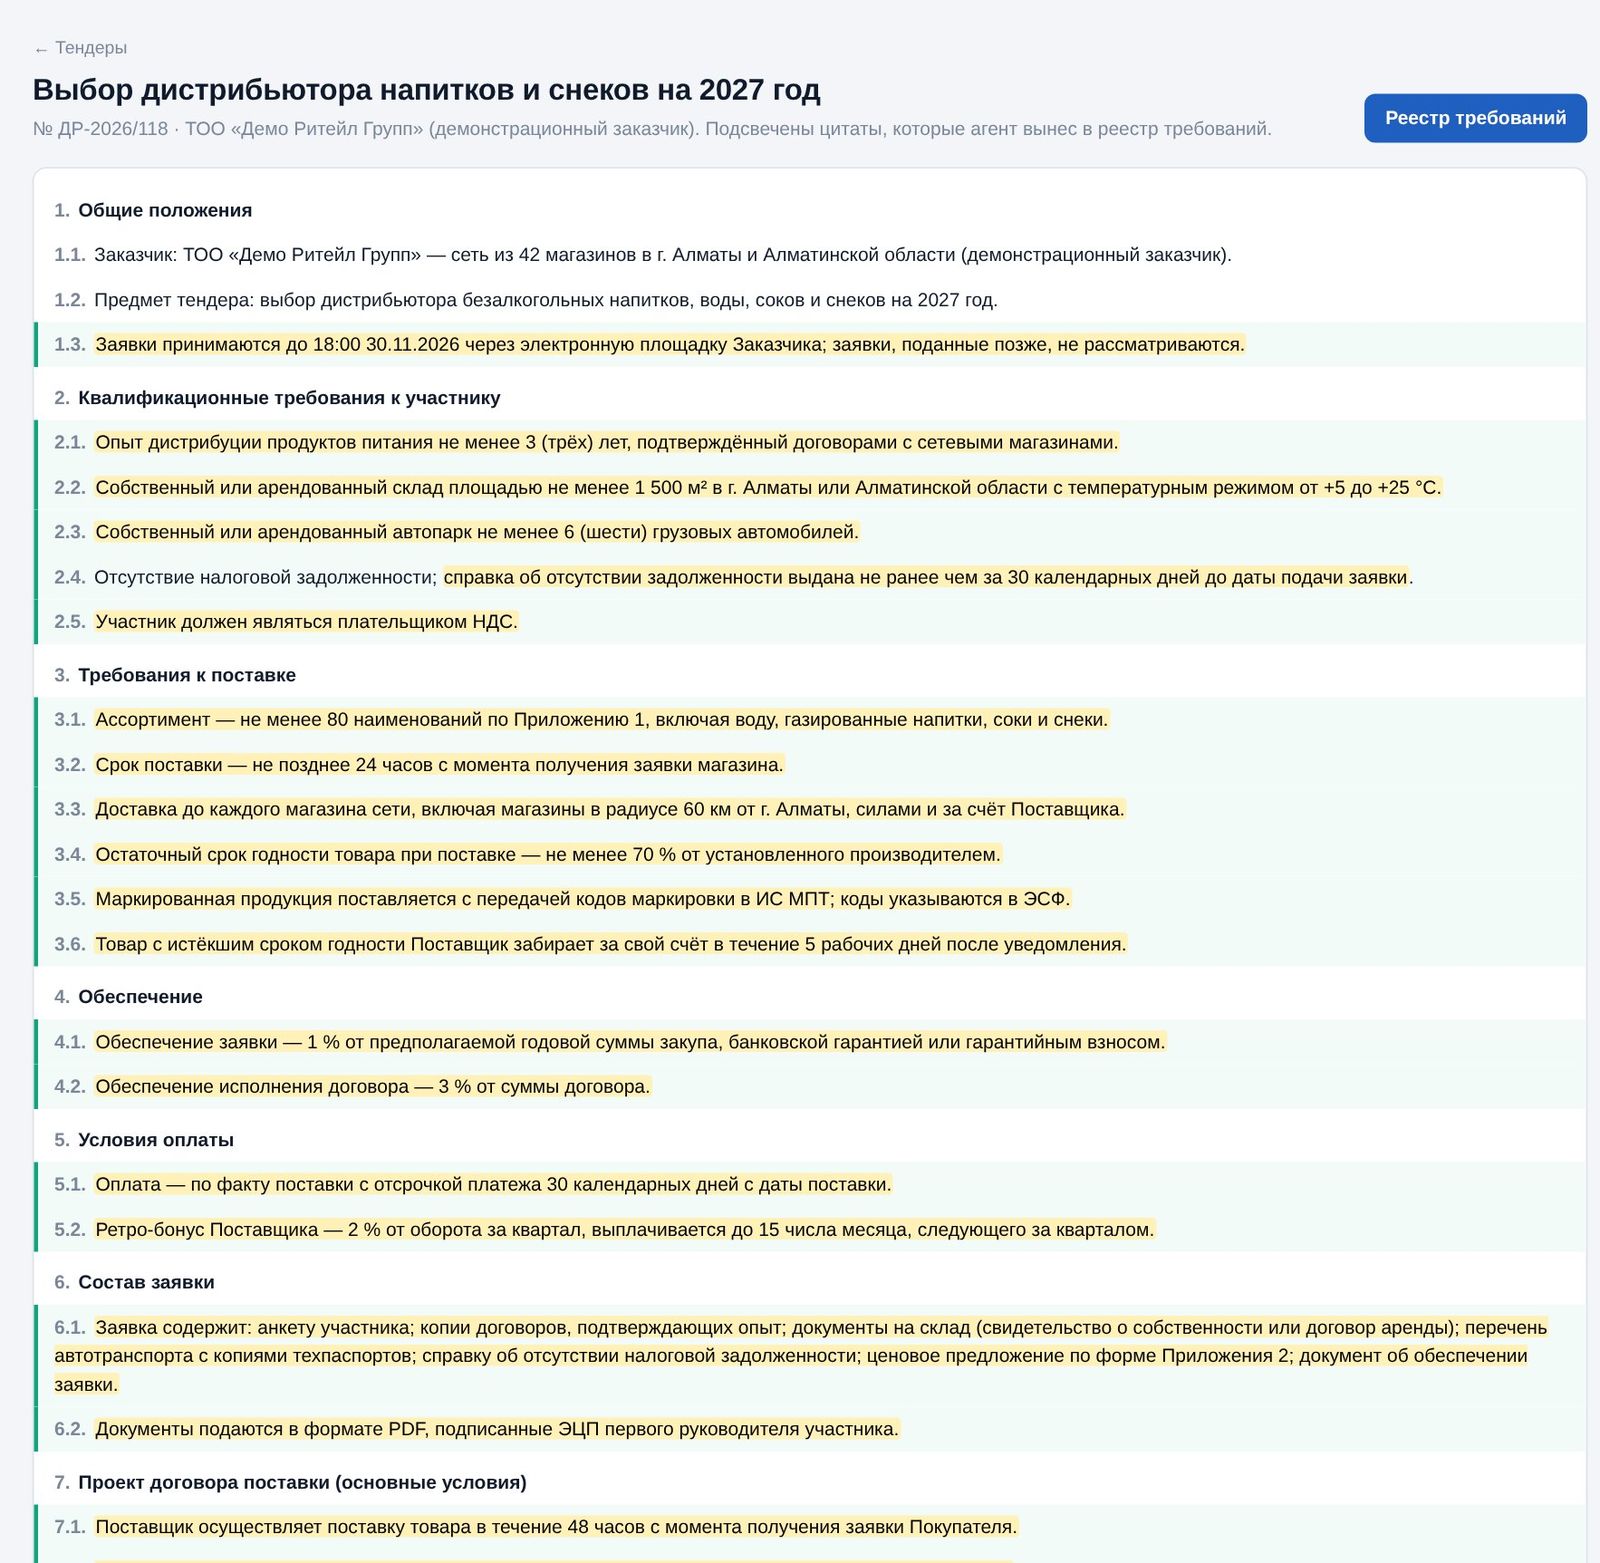 ← Тендеры
Выбор дистрибьютора напитков и снеков на 2027 год
№ ДР-2026/118 · ТОО «Демо Ритейл Групп» (демонстрационный заказчик). Подсвечены цитаты, которые агент вынес в реестр требований.
Реестр требований
1. Общие положения
1.1. Заказчик: ТОО «Демо Ритейл Групп» — сеть из 42 магазинов в г. Алматы и Алматинской области (демонстрационный заказчик).
1.2. Предмет тендера: выбор дистрибьютора безалкогольных напитков, воды, соков и снеков на 2027 год.
1.3. Заявки принимаются до 18:00 30.11.2026 через электронную площадку Заказчика; заявки, поданные позже, не рассматриваются.
2. Квалификационные требования к участнику
2.1. Опыт дистрибуции продуктов питания не менее 3 (трёх) лет, подтверждённый договорами с сетевыми магазинами.
2.2. Собственный или арендованный склад площадью не менее 1 500 м² в г. Алматы или Алматинской области с температурным режимом от +5 до +25 °C.
2.3. Собственный или арендованный автопарк не менее 6 (шести) грузовых автомобилей.
2.4. Отсутствие налоговой задолженности; справка об отсутствии задолженности выдана не ранее чем за 30 календарных дней до даты подачи заявки.
2.5. Участник должен являться плательщиком НДС.
3. Требования к поставке
3.1. Ассортимент — не менее 80 наименований по Приложению 1, включая воду, газированные напитки, соки и снеки.
3.2. Срок поставки — не позднее 24 часов с момента получения заявки магазина.
3.3. Доставка до каждого магазина сети, включая магазины в радиусе 60 км от г. Алматы, силами и за счёт Поставщика.
3.4. Остаточный срок годности товара при поставке — не менее 70 % от установленного производителем.
3.5. Маркированная продукция поставляется с передачей кодов маркировки в ИС МПТ; коды указываются в ЭСФ.
3.6. Товар с истёкшим сроком годности Поставщик забирает за свой счёт в течение 5 рабочих дней после уведомления.
4. Обеспечение
4.1. Обеспечение заявки — 1 % от предполагаемой годовой суммы закупа, банковской гарантией или гарантийным взносом.
4.2. Обеспечение исполнения договора — 3 % от суммы договора.
5. Условия оплаты
5.1. Оплата — по факту поставки с отсрочкой платежа 30 календарных дней с даты поставки.
5.2. Ретро-бонус Поставщика — 2 % от оборота за квартал, выплачивается до 15 числа месяца, следующего за кварталом.
6. Состав заявки
6.1. Заявка содержит: анкету участника; копии договоров, подтверждающих опыт; документы на склад (свидетельство о собственности или договор аренды); перечень
автотранспорта с копиями техпаспортов; справку об отсутствии налоговой задолженности; ценовое предложение по форме Приложения 2; документ об обеспечении
заявки.
6.2. Документы подаются в формате PDF, подписанные ЭЦП первого руководителя участника.
7. Проект договора поставки (основные условия)
7.1. Поставщик осуществляет поставку товара в течение 48 часов с момента получения заявки Покупателя.